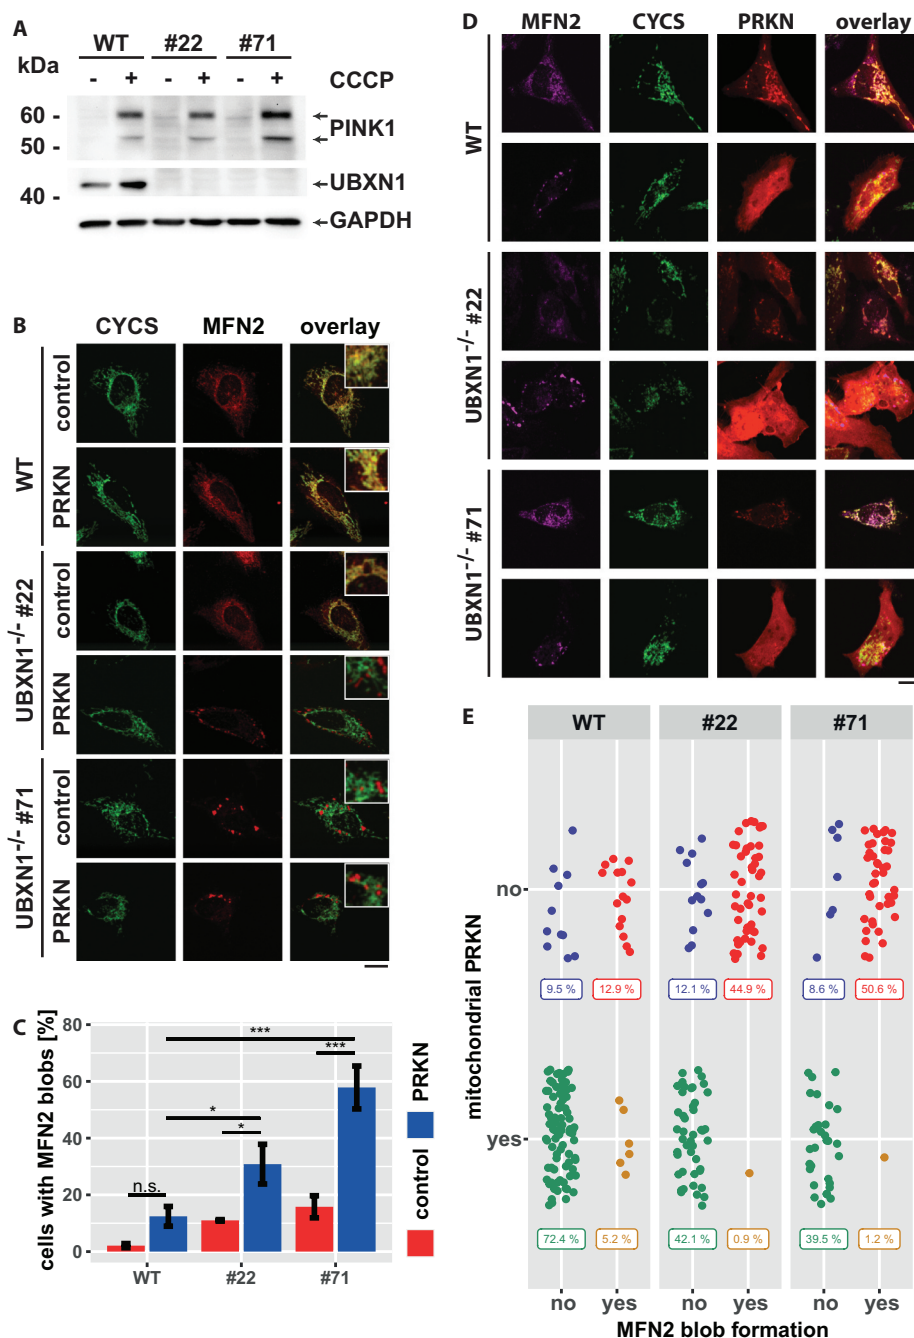 A
WT #22 #71
kDa
- + - + - + CCCP
60 -
PINK1
50 -
UBXN1
40 -
GAPDH
B
CYCS MFN2 overlay
WT
control
PRKN
UBXN1-/- #22
control
PRKN
UBXN1-/- #71
control
PRKN
C
cells with MFN2 blobs [%]
80
60
40
20
0
n.s.
*
*
***
***
WT #22 #71
control PRKN
D
MFN2 CYCS PRKN overlay
WT
UBXN1-/- #22
UBXN1-/- #71
E
WT #22 #71
mitochondrial PRKN
no
9.5 % 12.9 % 12.1 % 44.9 % 8.6 % 50.6 %
yes
72.4 % 5.2 % 42.1 % 0.9 % 39.5 % 1.2 %
no yes no yes no yes
MFN2 blob formation